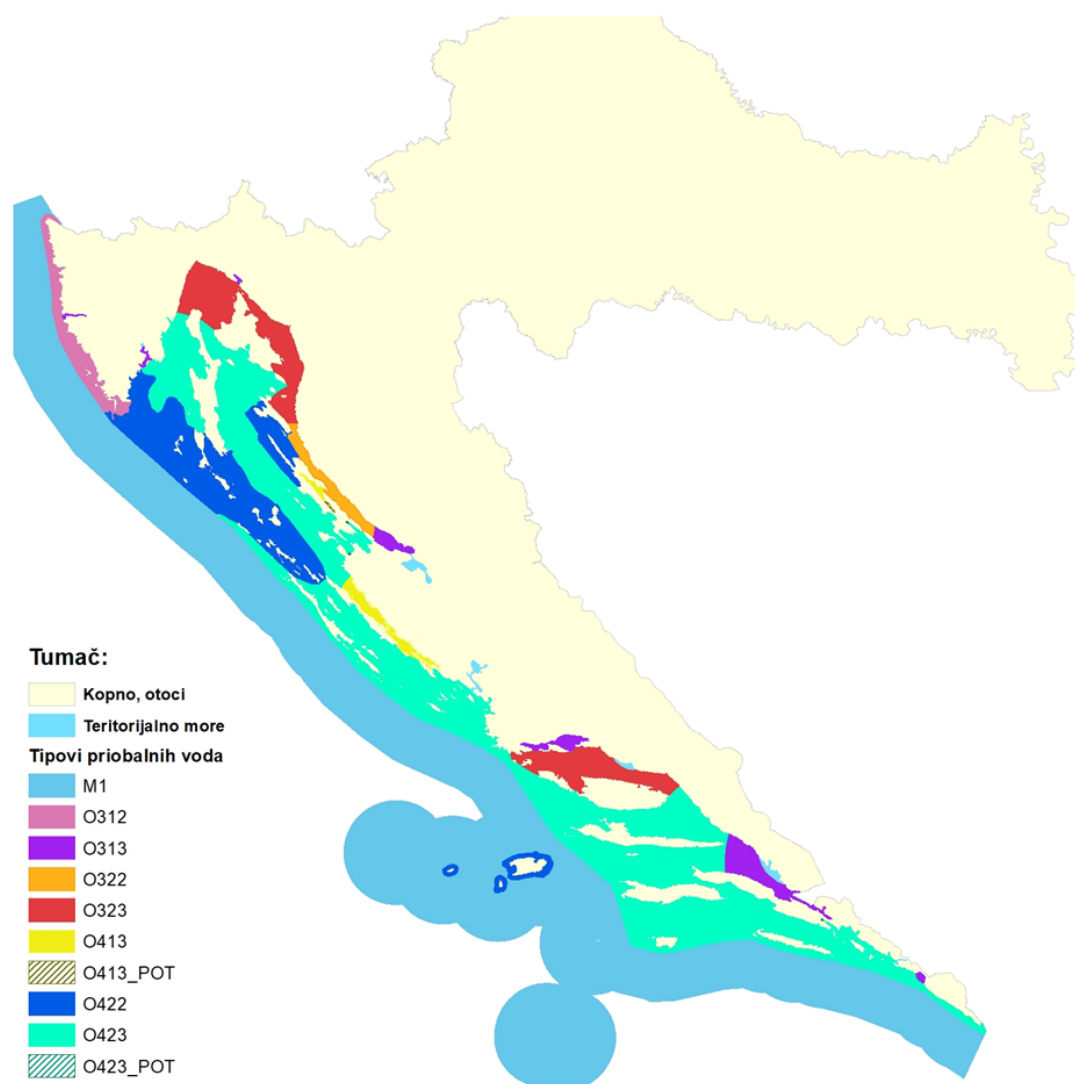 Tumač:
Kopno, otoci
Teritorijalno more
Tipovi priobalnih voda
M1
O312
O313
O322
O323
O413
O413_POT
O422
O423
O423_POT